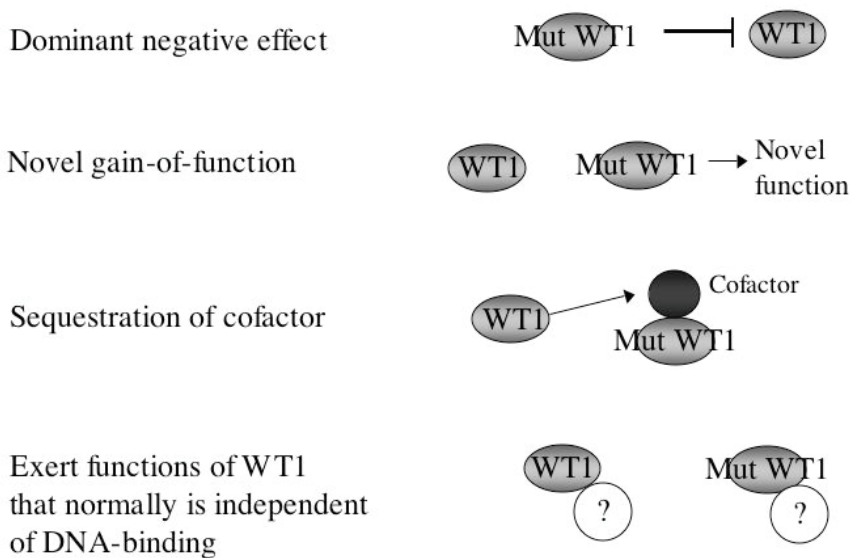 Dominant negative effect
Mut WT1
WT1
Novel gain-of-function
WT1
Mut WT1
Novel
function
Sequestration of cofactor
WT1
Cofactor
Mut WT1
Exert functions of WT1
that normally is independent
of DNA-binding
WT1
?
Mut WT1
?